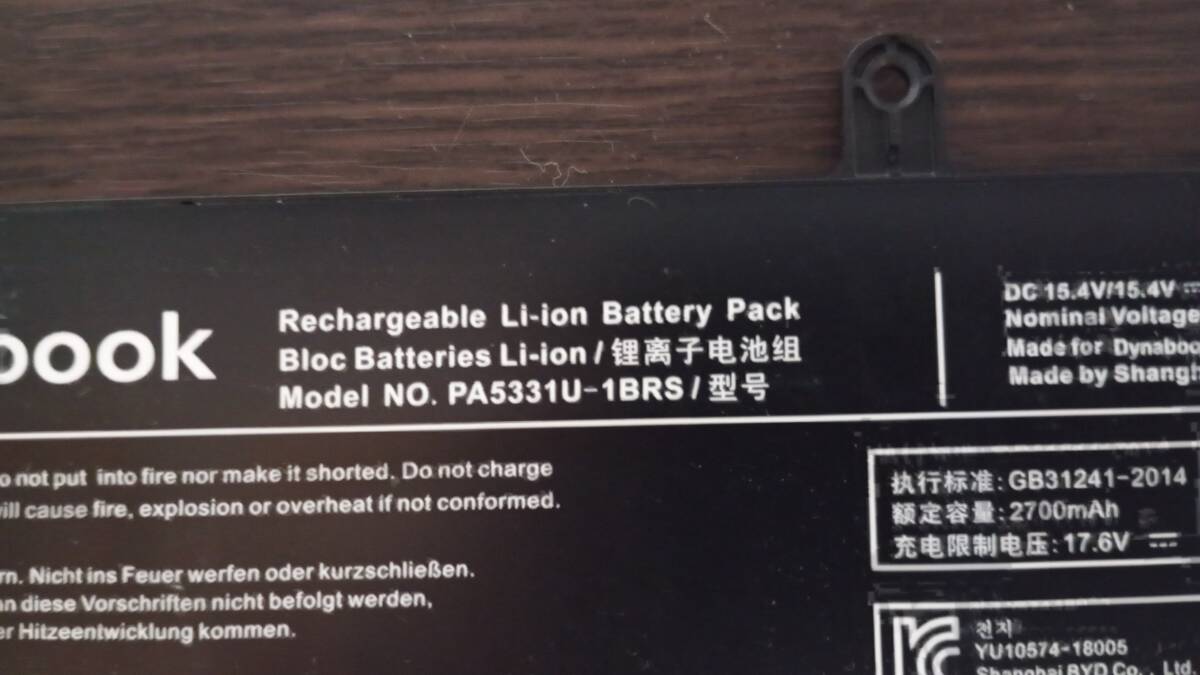 book
Rechargeable Li-ion Battery Pack
Bloc Batteries Li-ion / 锂离子电池组
Model NO. PA5331U-1BRS / 型号
DC 15.4V/15.4V
Nominal Voltage
Made for Dynaboo
Made by Shangh
o not put into fire nor make it shorted. Do not charge
ill cause fire, explosion or overheat if not conformed.
rn. Nicht ins Feuer werfen oder kurzschließen.
n diese Vorschriften nicht befolgt werden,
er Hitzeentwicklung kommen.
执行标准: GB31241-2014
额定容量: 2700mAh
充电限制电压: 17.6V ⎓
전지
YU10574-18005
Shanghai BYD Co., Ltd.